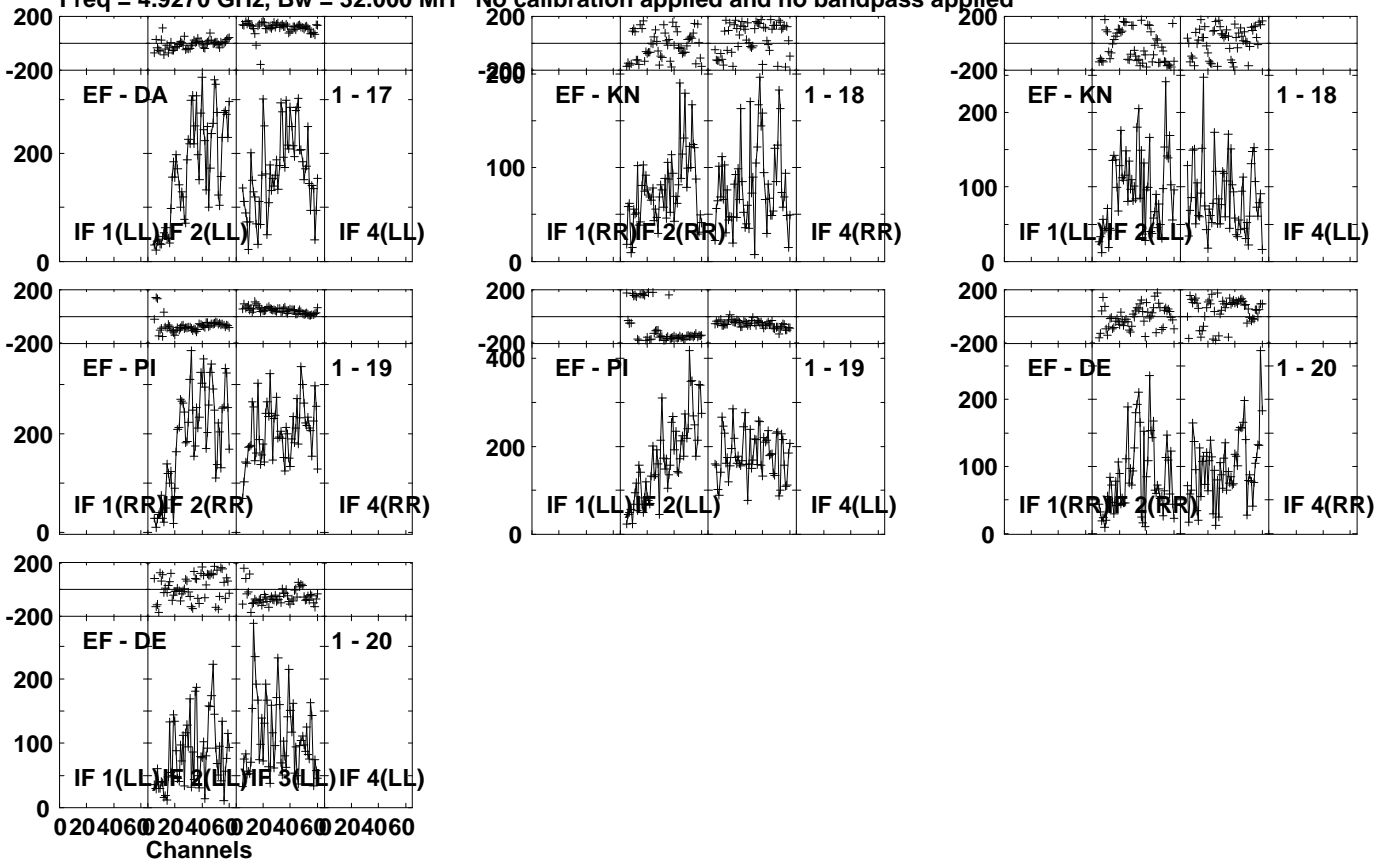 Freq = 4.9270 GHz, Bw = 32.000 MH No calibration applied and no bandpass applied
200
-200
EF - DA 1 - 17
200
IF 1(LL) IF 2(LL) IF 4(LL)
0
200
-200
200
EF - KN 1 - 18
100
IF 1(RR) IF 2(RR) IF 4(RR)
0
200
-200
EF - KN 1 - 18
200
100
IF 1(LL) IF 2(LL) IF 4(LL)
0
200
-200
EF - PI 1 - 19
200
IF 1(RR) IF 2(RR) IF 4(RR)
0
200
-200
400
EF - PI 1 - 19
200
IF 1(LL) IF 2(LL) IF 4(LL)
0
200
-200
EF - DE 1 - 20
200
100
IF 1(RR) IF 2(RR) IF 4(RR)
0
200
-200
EF - DE 1 - 20
200
100
IF 1(LL) IF 2(LL) IF 3(LL) IF 4(LL)
0
0 20 40 60 0 20 40 60 0 20 40 60 0 20 40 60
Channels